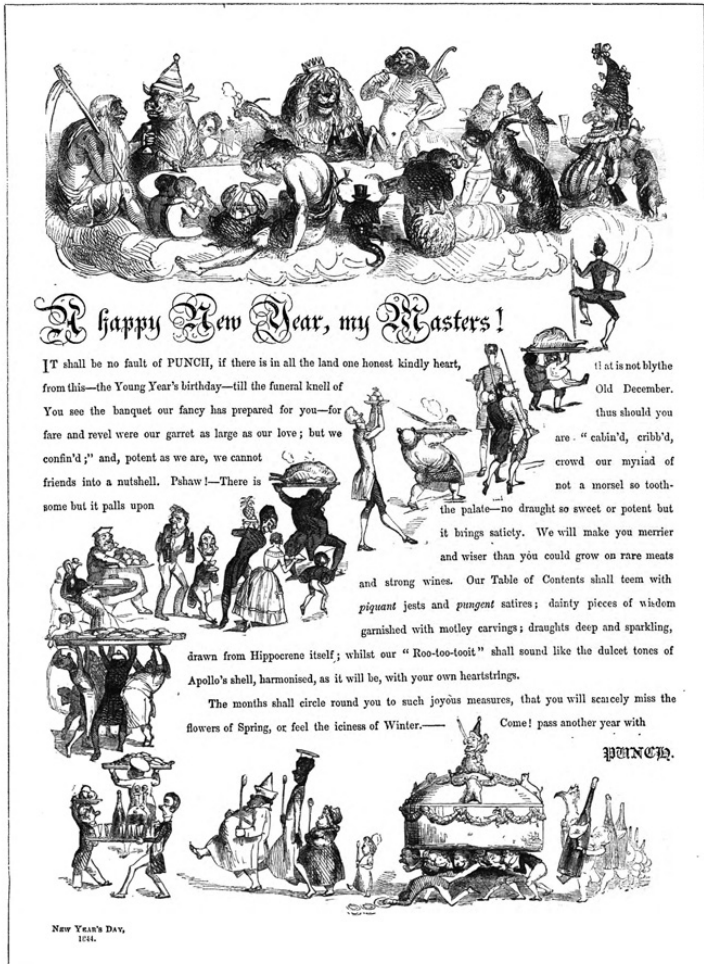 A happy New Year, my Masters!
IT shall be no fault of PUNCH, if there is in all the land one honest kindly heart, that is not blythe
from this—the Young Year's birthday—till the funeral knell of Old December.
You see the banquet our fancy has prepared for you—for thus should you
fare and revel were our garret as large as our love; but we are "cabin'd, cribb'd,
confin'd;" and, potent as we are, we cannot crowd our myriad of
friends into a nutshell. Pshaw!—There is not a morsel so tooth-
some but it palls upon the palate—no draught so sweet or potent but
it brings satiety. We will make you merrier
and wiser than you could grow on rare meats
and strong wines. Our Table of Contents shall teem with
piquant jests and pungent satires; dainty pieces of wisdom
garnished with motley carvings; draughts deep and sparkling,
drawn from Hippocrene itself; whilst our "Roo-too-tooit" shall sound like the dulcet tones of
Apollo's shell, harmonised, as it will be, with your own heartstrings.
The months shall circle round you to such joyous measures, that you will scarcely miss the
flowers of Spring, or feel the iciness of Winter.—— Come! pass another year with
PUNCH.
NEW YEAR'S DAY,
1844.